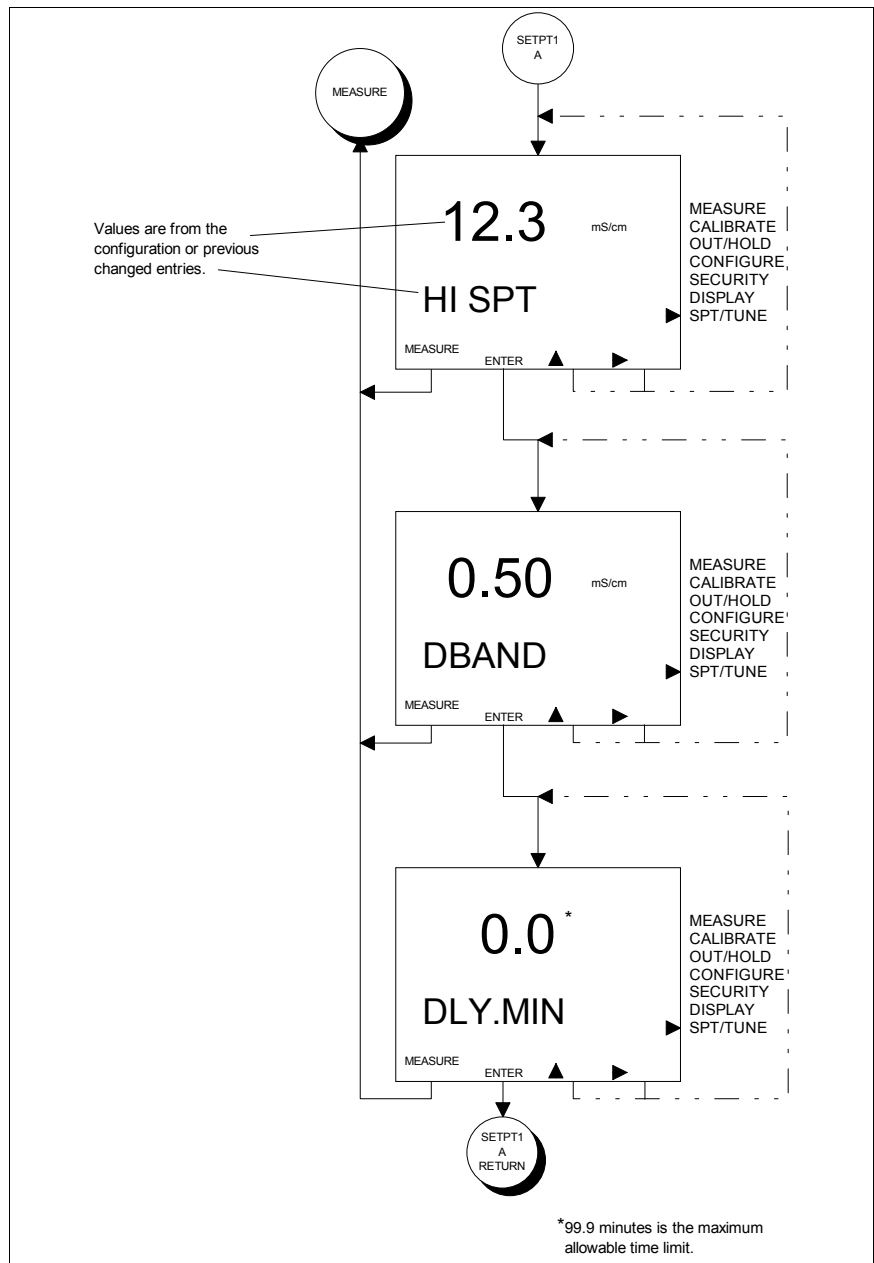 SETPT1
A
MEASURE
Values are from the
configuration or previous
changed entries.
12.3 mS/cm
HI SPT
MEASURE ENTER ▲ ►
MEASURE
CALIBRATE
OUT/HOLD
CONFIGURE
SECURITY
DISPLAY
SPT/TUNE
0.50 mS/cm
DBAND
MEASURE ENTER ▲ ►
MEASURE
CALIBRATE
OUT/HOLD
CONFIGURE
SECURITY
DISPLAY
SPT/TUNE
0.0 *
DLY.MIN
MEASURE ENTER ▲ ►
MEASURE
CALIBRATE
OUT/HOLD
CONFIGURE
SECURITY
DISPLAY
SPT/TUNE
SETPT1
A
RETURN
*99.9 minutes is the maximum
allowable time limit.